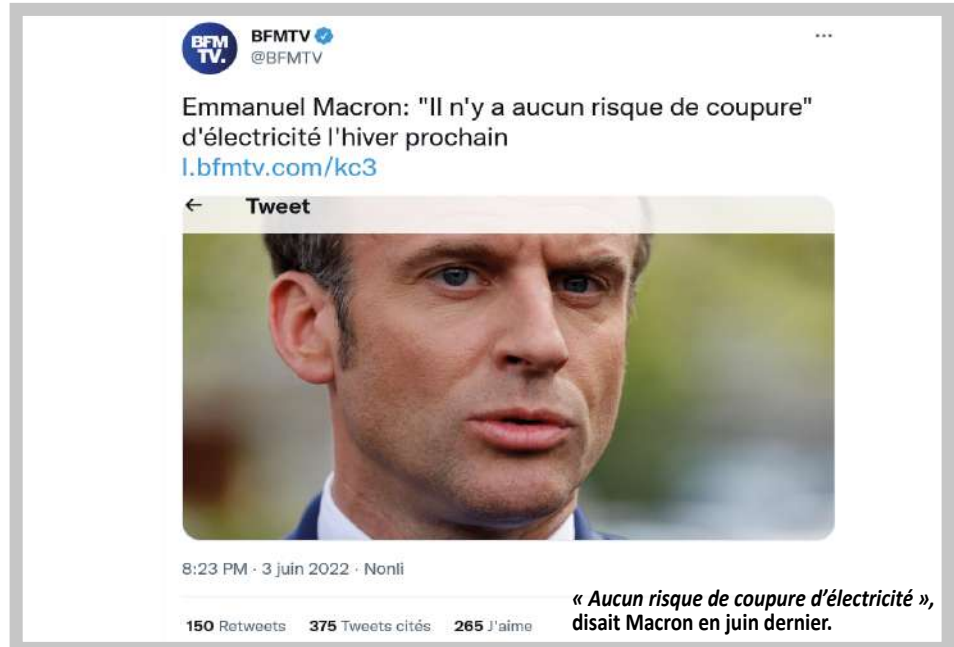 BFM
TV.
BFMTV
@BFMTV
...
Emmanuel Macron: "Il n'y a aucun risque de coupure"
d'électricité l'hiver prochain
l.bfmtv.com/kc3
← Tweet
8:23 PM · 3 juin 2022 · Nonli
150 Retweets 375 Tweets cités 265 J'aime
« Aucun risque de coupure d'électricité »,
disait Macron en juin dernier.